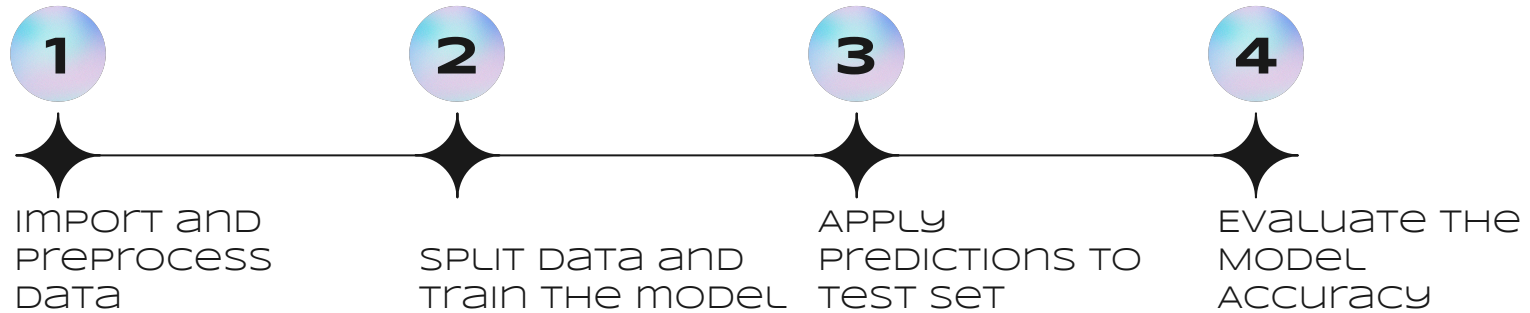 1
2
3
4
Import and
preprocess
data
Split data and
train the model
Apply
predictions to
test set
Evaluate the
model
accuracy